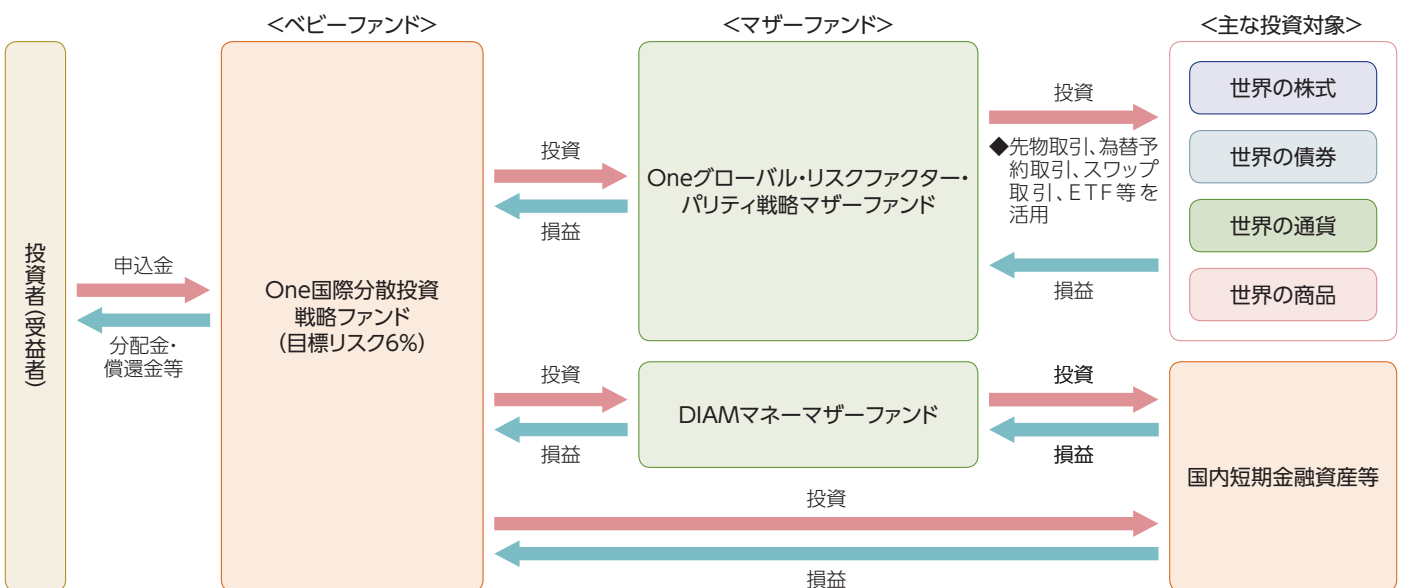 <ベビーファンド>
<マザーファンド>
<主な投資対象>
投資者(受益者)
申込金
分配金・
償還金等
One国際分散投資
戦略ファンド
(目標リスク6%)
投資
損益
Oneグローバル・リスクファクター・
パリティ戦略マザーファンド
投資
◆先物取引、為替予
約取引、スワップ
取引、ETF等を
活用
損益
世界の株式
世界の債券
世界の通貨
世界の商品
投資
損益
DIAMマネーマザーファンド
投資
損益
国内短期金融資産等
投資
損益